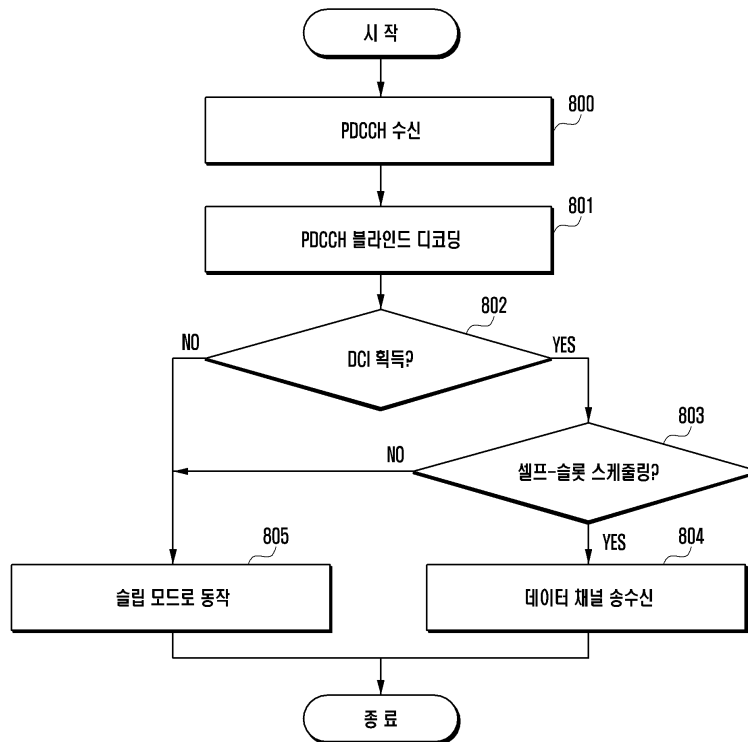 시 작
800
PDCCH 수신
801
PDCCH 블라인드 디코딩
802
NO
DCI 획득?
YES
803
NO
셀프-슬롯 스케줄링?
805
YES
804
슬립 모드로 동작
데이터 채널 송수신
종 료